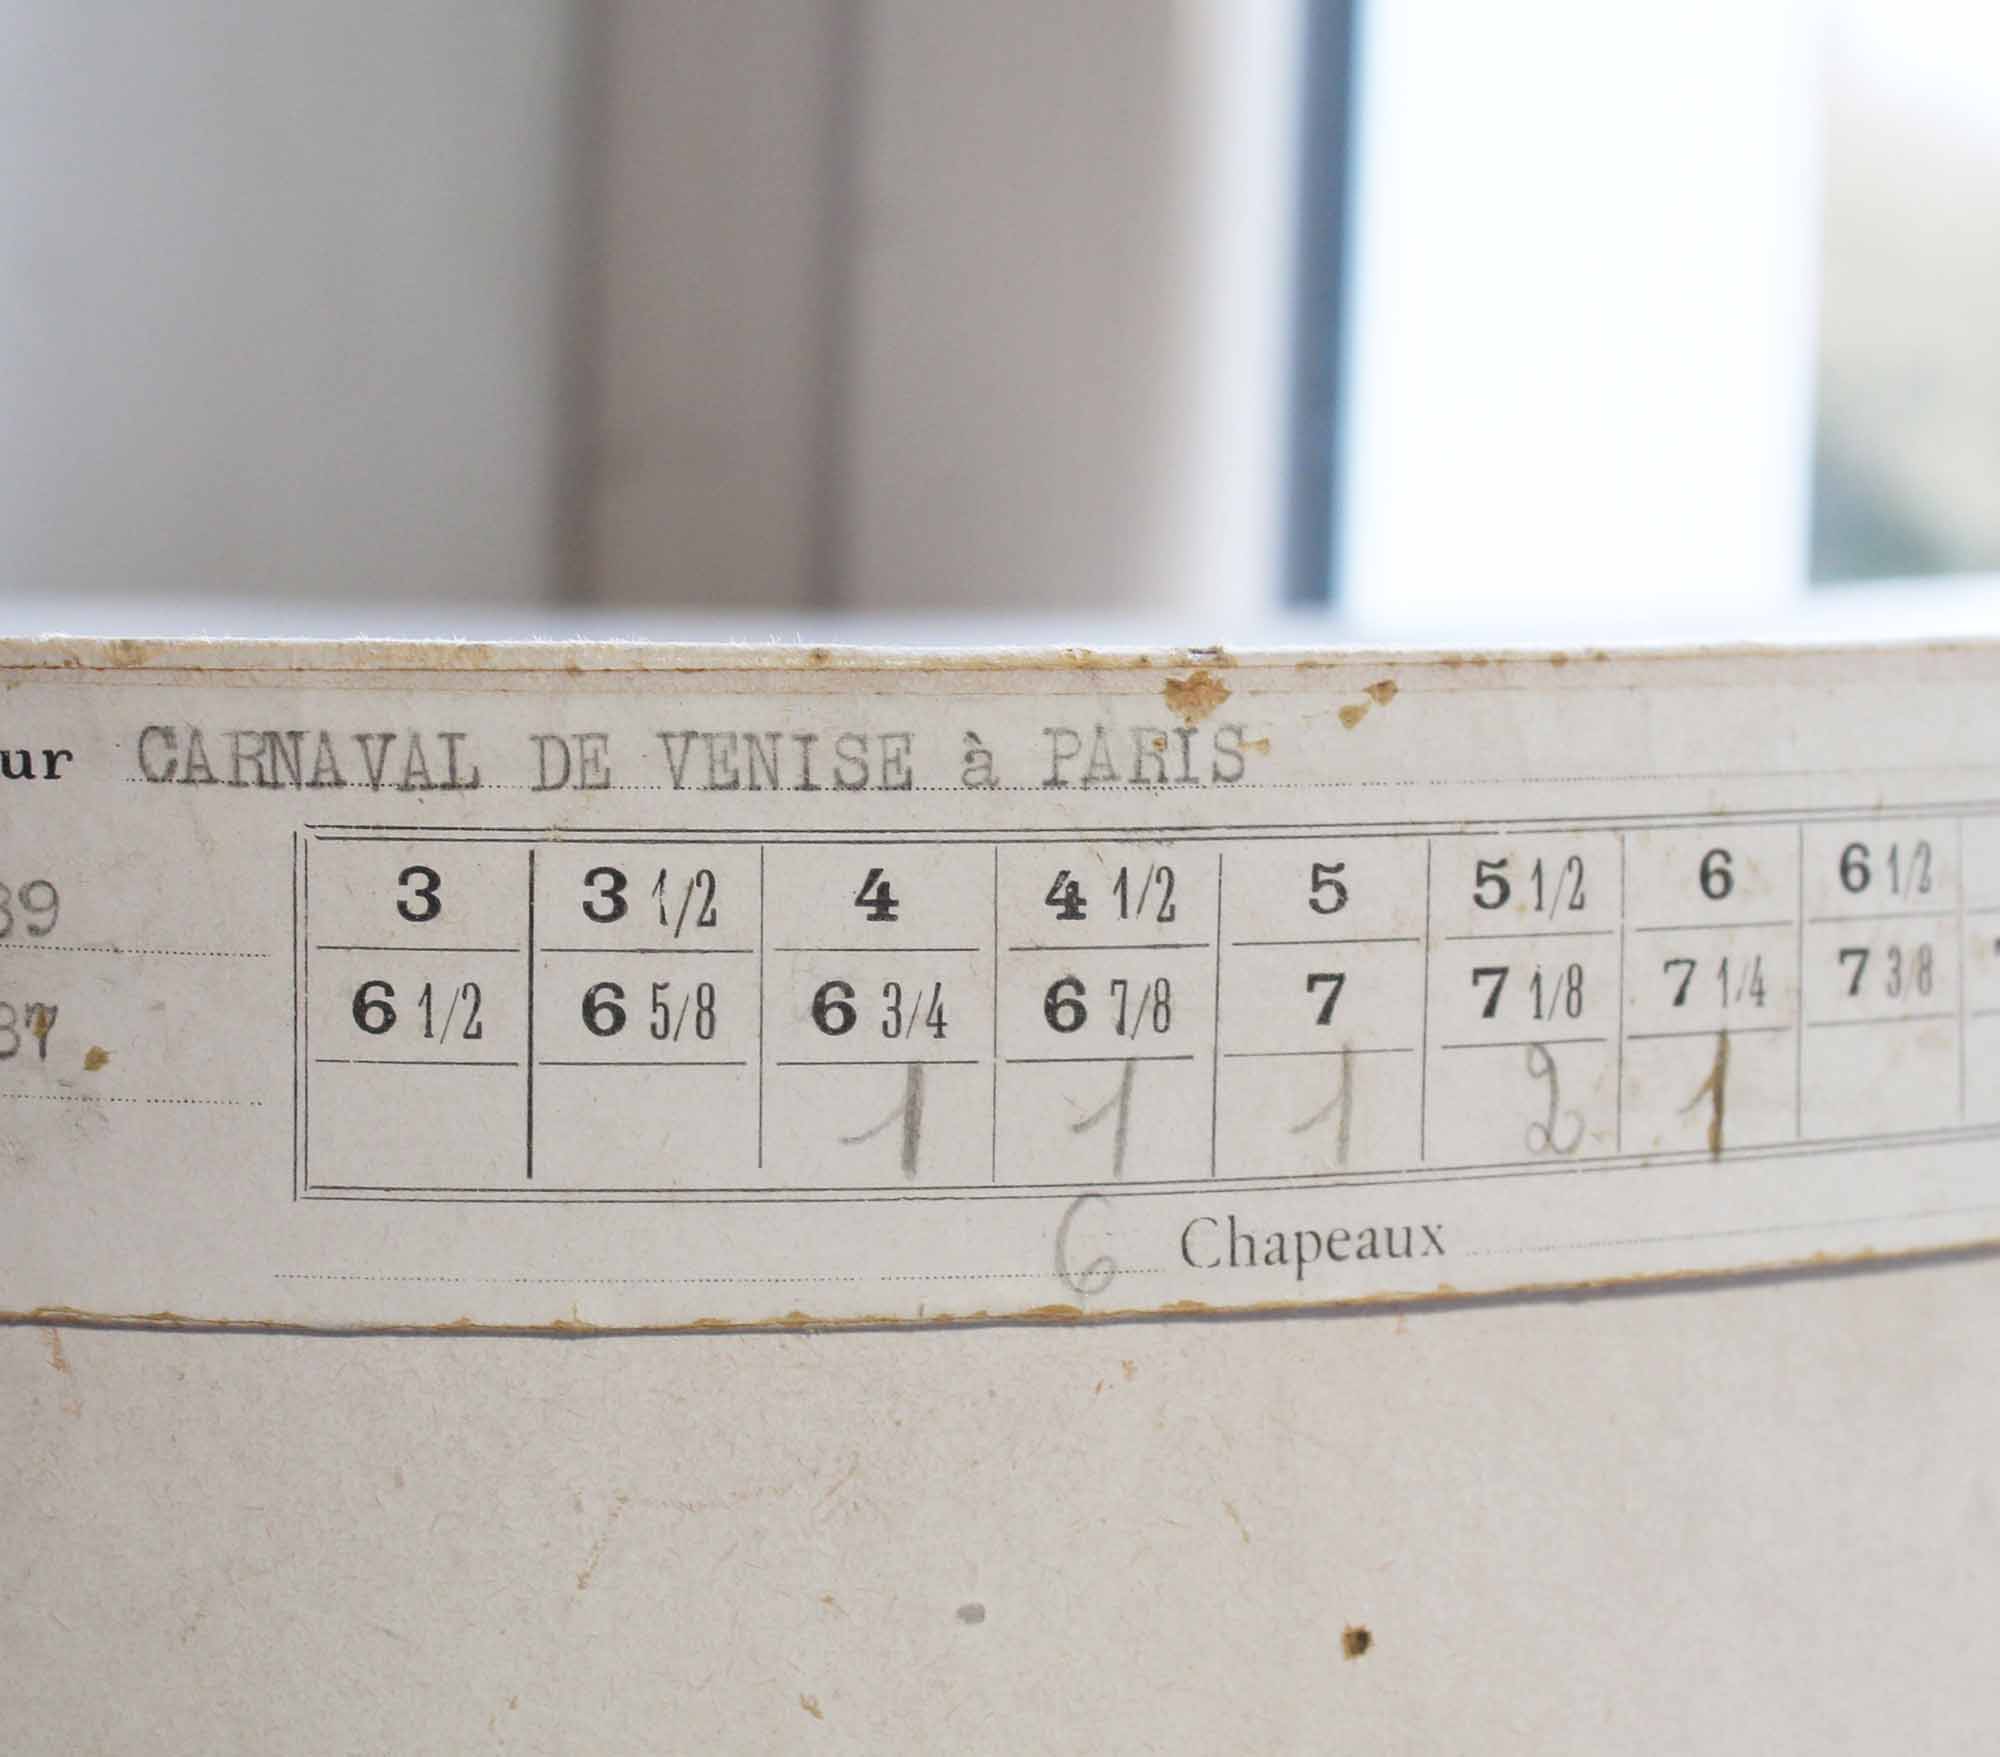 ur CARNAVAL DE VENISE à PARIS
39
3 3 1/2 4 4 1/2 5 5 1/2 6 6 1/2
37 6 1/2 6 5/8 6 3/4 6 7/8 7 7 1/8 7 1/4 7 3/8
1 1 1 2 1
6 Chapeaux